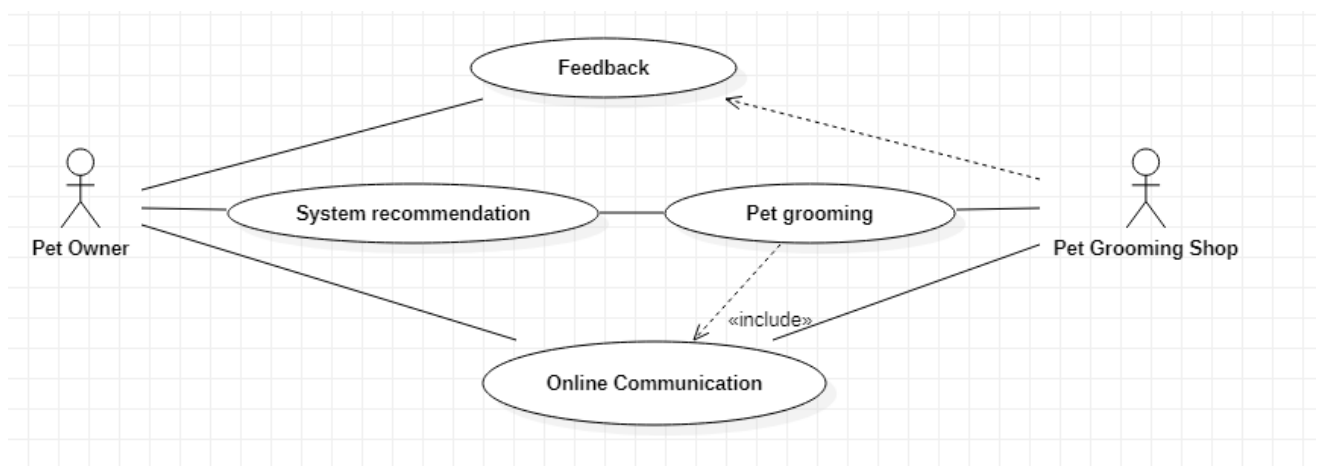 Feedback
System recommendation
Pet grooming
Pet Owner
Pet Grooming Shop
«include»
Online Communication